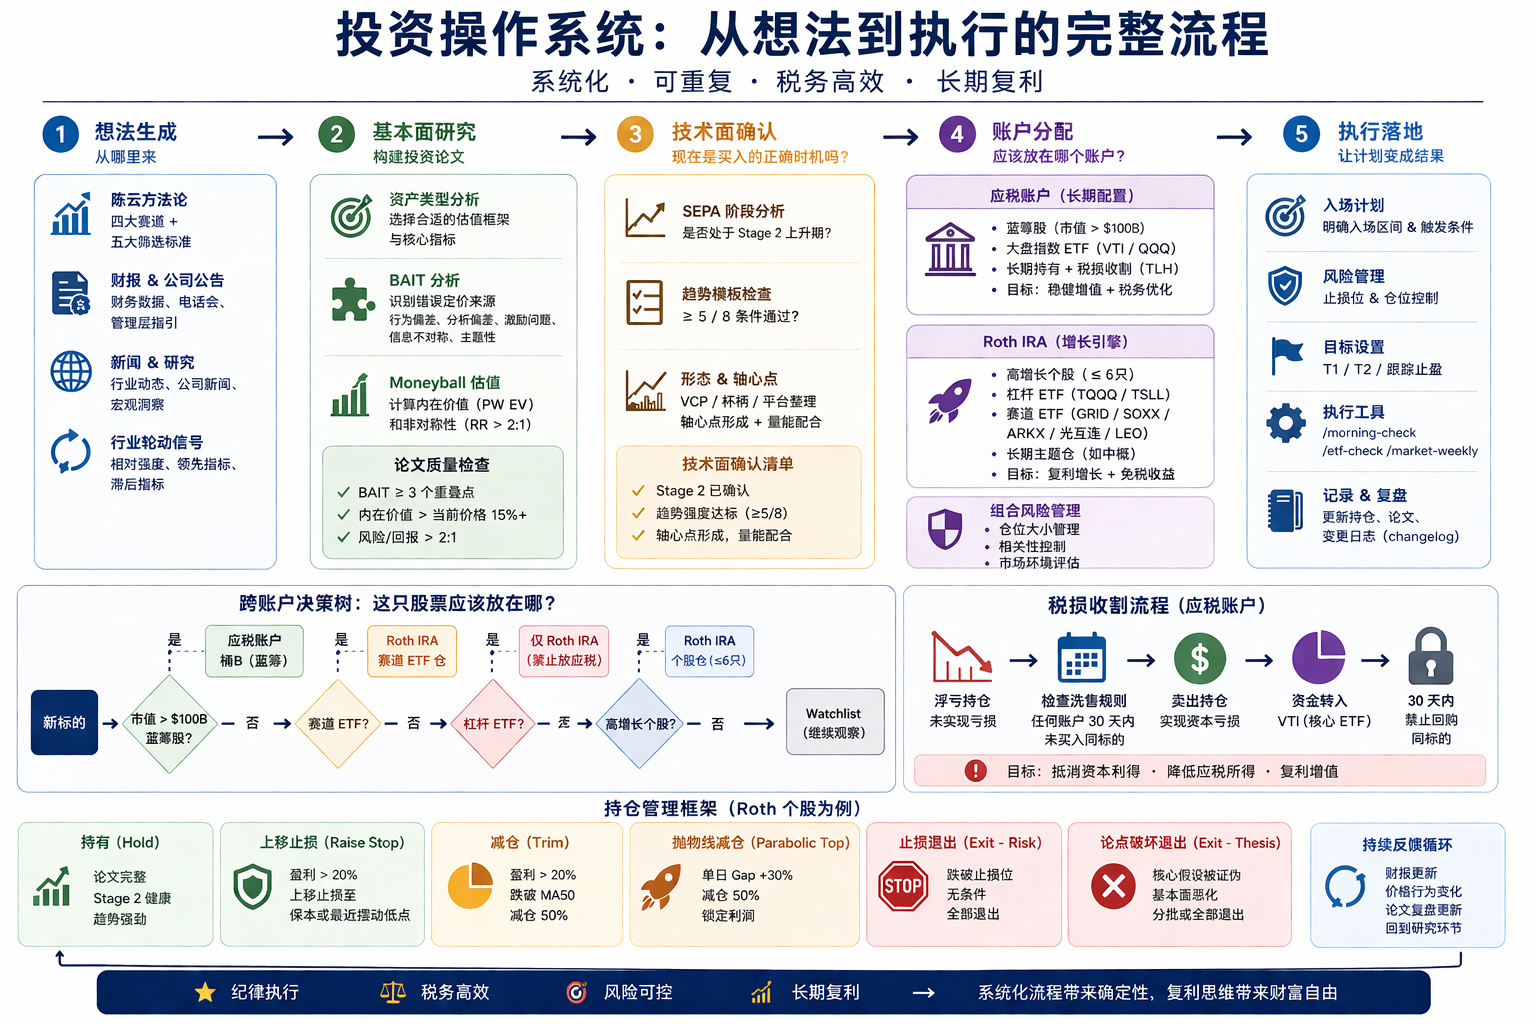 投资操作系统：从想法到执行的完整流程
系统化 · 可重复 · 税务高效 · 长期复利
1 想法生成
从哪里来
陈云方法论
四大赛道 +
五大筛选标准
财报 & 公司公告
财务数据、电话会、
管理层指引
新闻 & 研究
行业动态、公司新闻、
宏观洞察
行业轮动信号
相对强度、领先指标、
滞后指标
2 基本面研究
构建投资论文
资产类型分析
选择合适的估值框架
与核心指标
BAIT 分析
识别错误定价来源
行为偏差、分析偏差、激励问题、
信息不对称、主题性
Moneyball 估值
计算内在价值（PW EV）
和非对称性（RR > 2:1）
论文质量检查
BAIT ≥ 3 个重叠点
内在价值 > 当前价格 15%+
风险/回报 > 2:1
3 技术面确认
现在是买入的正确时机吗？
SEPA 阶段分析
是否处于 Stage 2 上升期？
趋势模板检查
≥ 5 / 8 条件通过？
形态 & 轴心点
VCP / 杯柄 / 平台整理
轴心点形成 + 量能配合
技术面确认清单
Stage 2 已确认
趋势强度达标（≥5/8）
轴心点形成，量能配合
4 账户分配
应该放在哪个账户？
应税账户（长期配置）
• 蓝筹股（市值 > $100B）
• 大盘指数 ETF（VTI / QQQ）
• 长期持有 + 税损收割（TLH）
• 目标：稳健增值 + 税务优化
Roth IRA（增长引擎）
• 高增长个股（ ≤ 6只）
• 杠杆 ETF（TQQQ / TSLL）
• 赛道 ETF（GRID / SOXX /
ARKX / 光互连 / LEO）
• 长期主题仓（如中概）
• 目标：复利增长 + 免税收益
组合风险管理
• 仓位大小管理
• 相关性控制
• 市场环境评估
5 执行落地
让计划变成结果
入场计划
明确入场区间 & 触发条件
风险管理
止损位 & 仓位控制
目标设置
T1 / T2 / 跟踪止盈
执行工具
/morning-check
/etf-check /market-weekly
记录 & 复盘
更新持仓、论文、
变更日志（changelog）
跨账户决策树：这只股票应该放在哪？
新标的
市值 > $100B
蓝筹股？
是
应税账户
桶B（蓝筹）
否
赛道 ETF？
是
Roth IRA
赛道 ETF 仓
否
杠杆 ETF？
是
仅 Roth IRA
（禁止放应税）
否
高增长个股？
是
Roth IRA
个股仓（≤6只）
否
Watchlist
（继续观察）
税损收割流程（应税账户）
浮亏持仓
未实现亏损
检查洗售规则
任何账户 30 天内
未买入同标的
$
卖出持仓
实现资本亏损
资金转入
VTI（核心 ETF）
30 天内
禁止回购
同标的
! 目标：抵消资本利得 · 降低应税所得 · 复利增值
持仓管理框架（Roth 个股为例）
持有（Hold）
论文完整
Stage 2 健康
趋势强劲
上移止损（Raise Stop）
盈利 > 20%
上移止损至
保本或最近摆动低点
减仓（Trim）
盈利 > 20%
跌破 MA50
减仓 50%
抛物线减仓（Parabolic Top）
单日 Gap +30%
减仓 50%
锁定利润
止损退出（Exit - Risk）
STOP
跌破止损位
无条件
全部退出
论点破坏退出（Exit - Thesis）
核心假设被证伪
基本面恶化
分批或全部退出
持续反馈循环
财报更新
价格行为变化
论文复盘更新
回到研究环节
纪律执行
税务高效
风险可控
长期复利
系统化流程带来确定性，复利思维带来财富自由